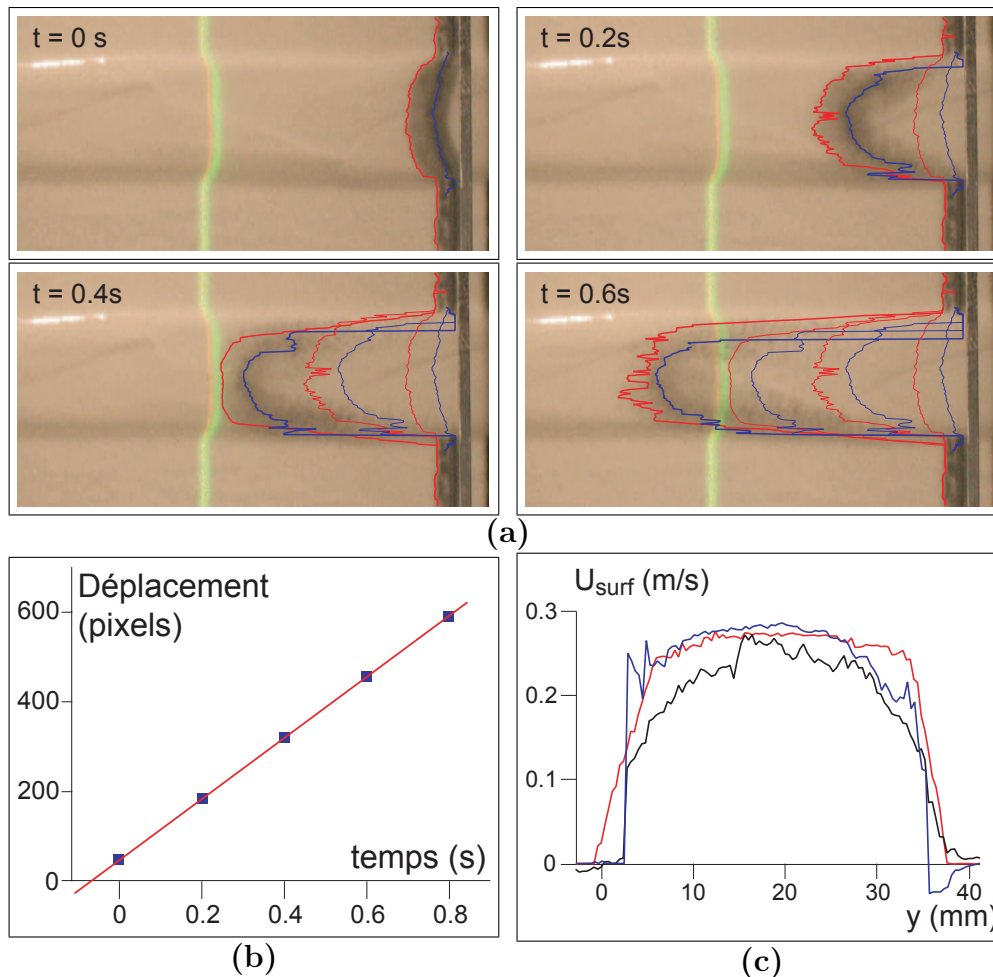 t = 0 s
t = 0.2s
t = 0.4s
t = 0.6s
(a)
Déplacement
(pixels)
600
400
200
0
temps (s)
0 0.2 0.4 0.6 0.8
(b)
Usurf (m/s)
0.3
0.2
0.1
0
0 10 20 30 40
y (mm)
(c)